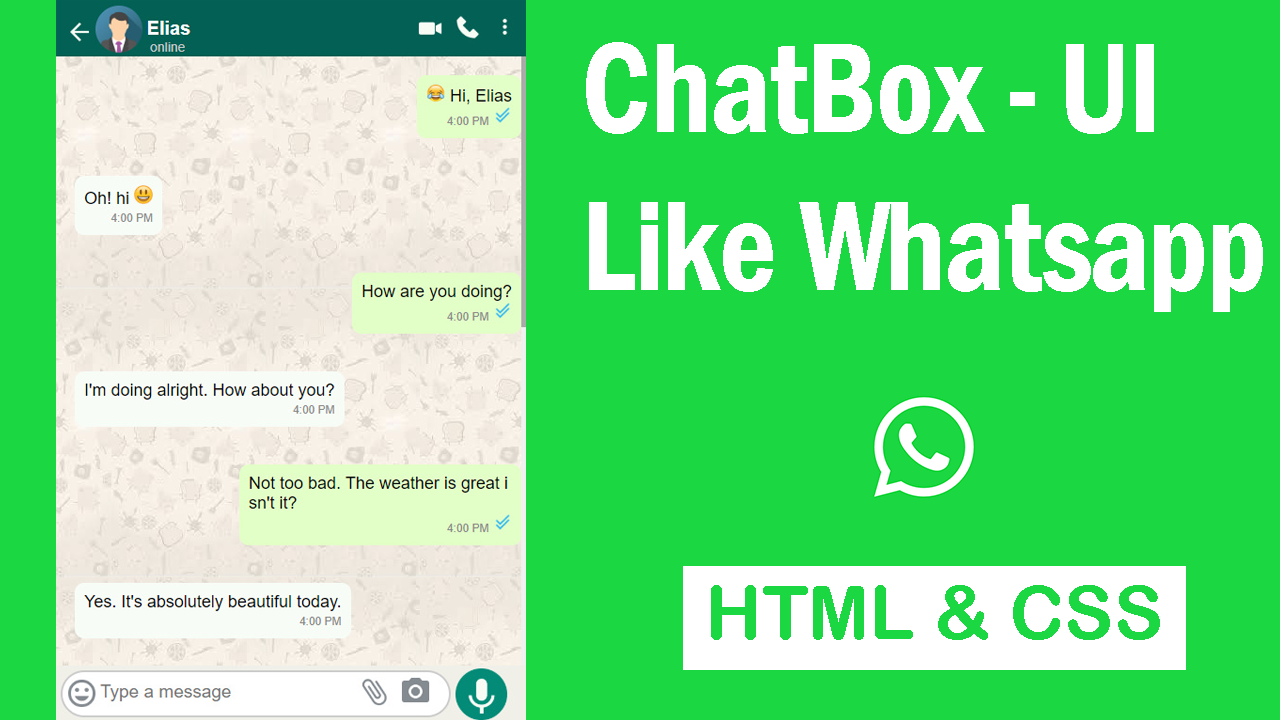 Elias
online
😂 Hi, Elias
4:00 PM
Oh! hi 😃
4:00 PM
How are you doing?
4:00 PM
I'm doing alright. How about you?
4:00 PM
Not too bad. The weather is great i
sn't it?
4:00 PM
Yes. It's absolutely beautiful today.
4:00 PM
Type a message
ChatBox - UI
Like Whatsapp
HTML & CSS